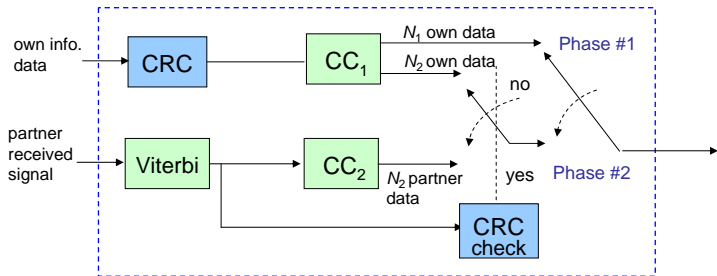 own info.
data
CRC
CC1
N1 own data
N2 own data
Phase #1
no
partner
received
signal
Viterbi
CC2
N2 partner
data
yes
Phase #2
CRC
check